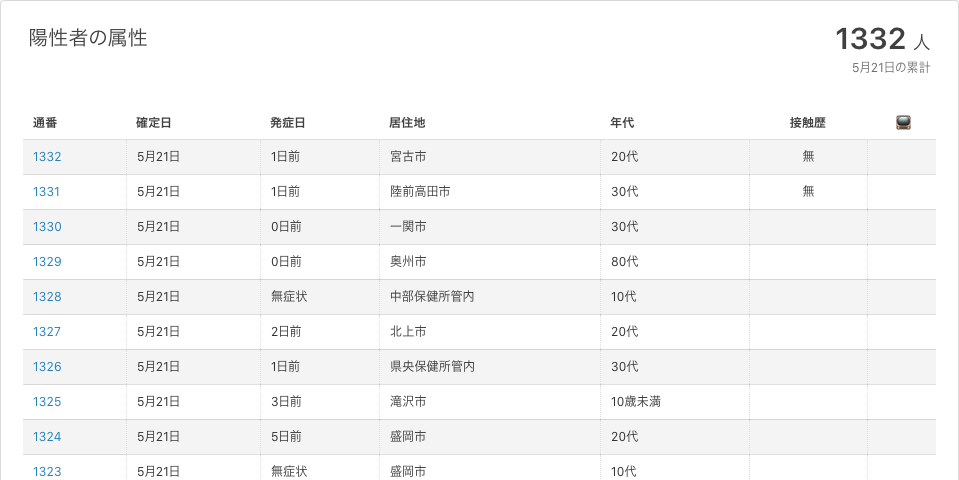 陽性者の属性
1332 人
5月21日の累計
通番 確定日 発症日 居住地 年代 接触歴
1332 5月21日 1日前 宮古市 20代 無
1331 5月21日 1日前 陸前高田市 30代 無
1330 5月21日 0日前 一関市 30代
1329 5月21日 0日前 奥州市 80代
1328 5月21日 無症状 中部保健所管内 10代
1327 5月21日 2日前 北上市 20代
1326 5月21日 1日前 県央保健所管内 30代
1325 5月21日 3日前 滝沢市 10歳未満
1324 5月21日 5日前 盛岡市 20代
1323 5月21日 無症状 盛岡市 10代